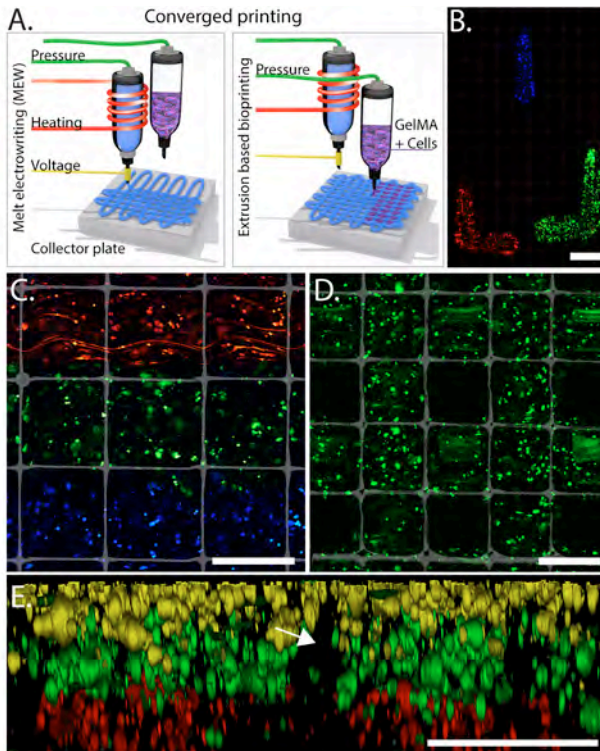 A.
Converged printing
B.
Melt electrowriting (MEW)
Pressure
Heating
Voltage
Collector plate
Extrusion based bioprinting
Pressure
GelMA
+ Cells
C.
D.
E.